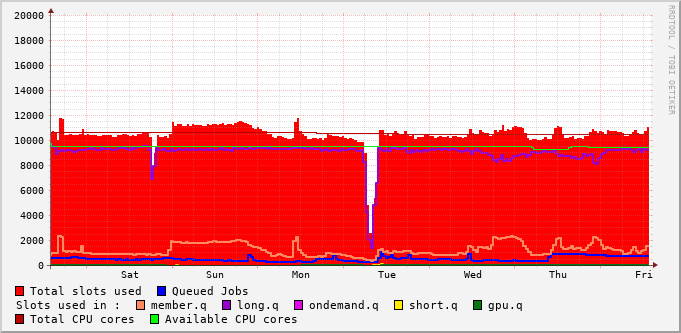 RRDTOOL / TOBI OETIKER
20000
18000
16000
14000
12000
10000
8000
6000
4000
2000
0
Sat Sun Mon Tue Wed Thu Fri
Total slots used Queued Jobs
Slots used in : member.q long.q ondemand.q short.q gpu.q
Total CPU cores Available CPU cores